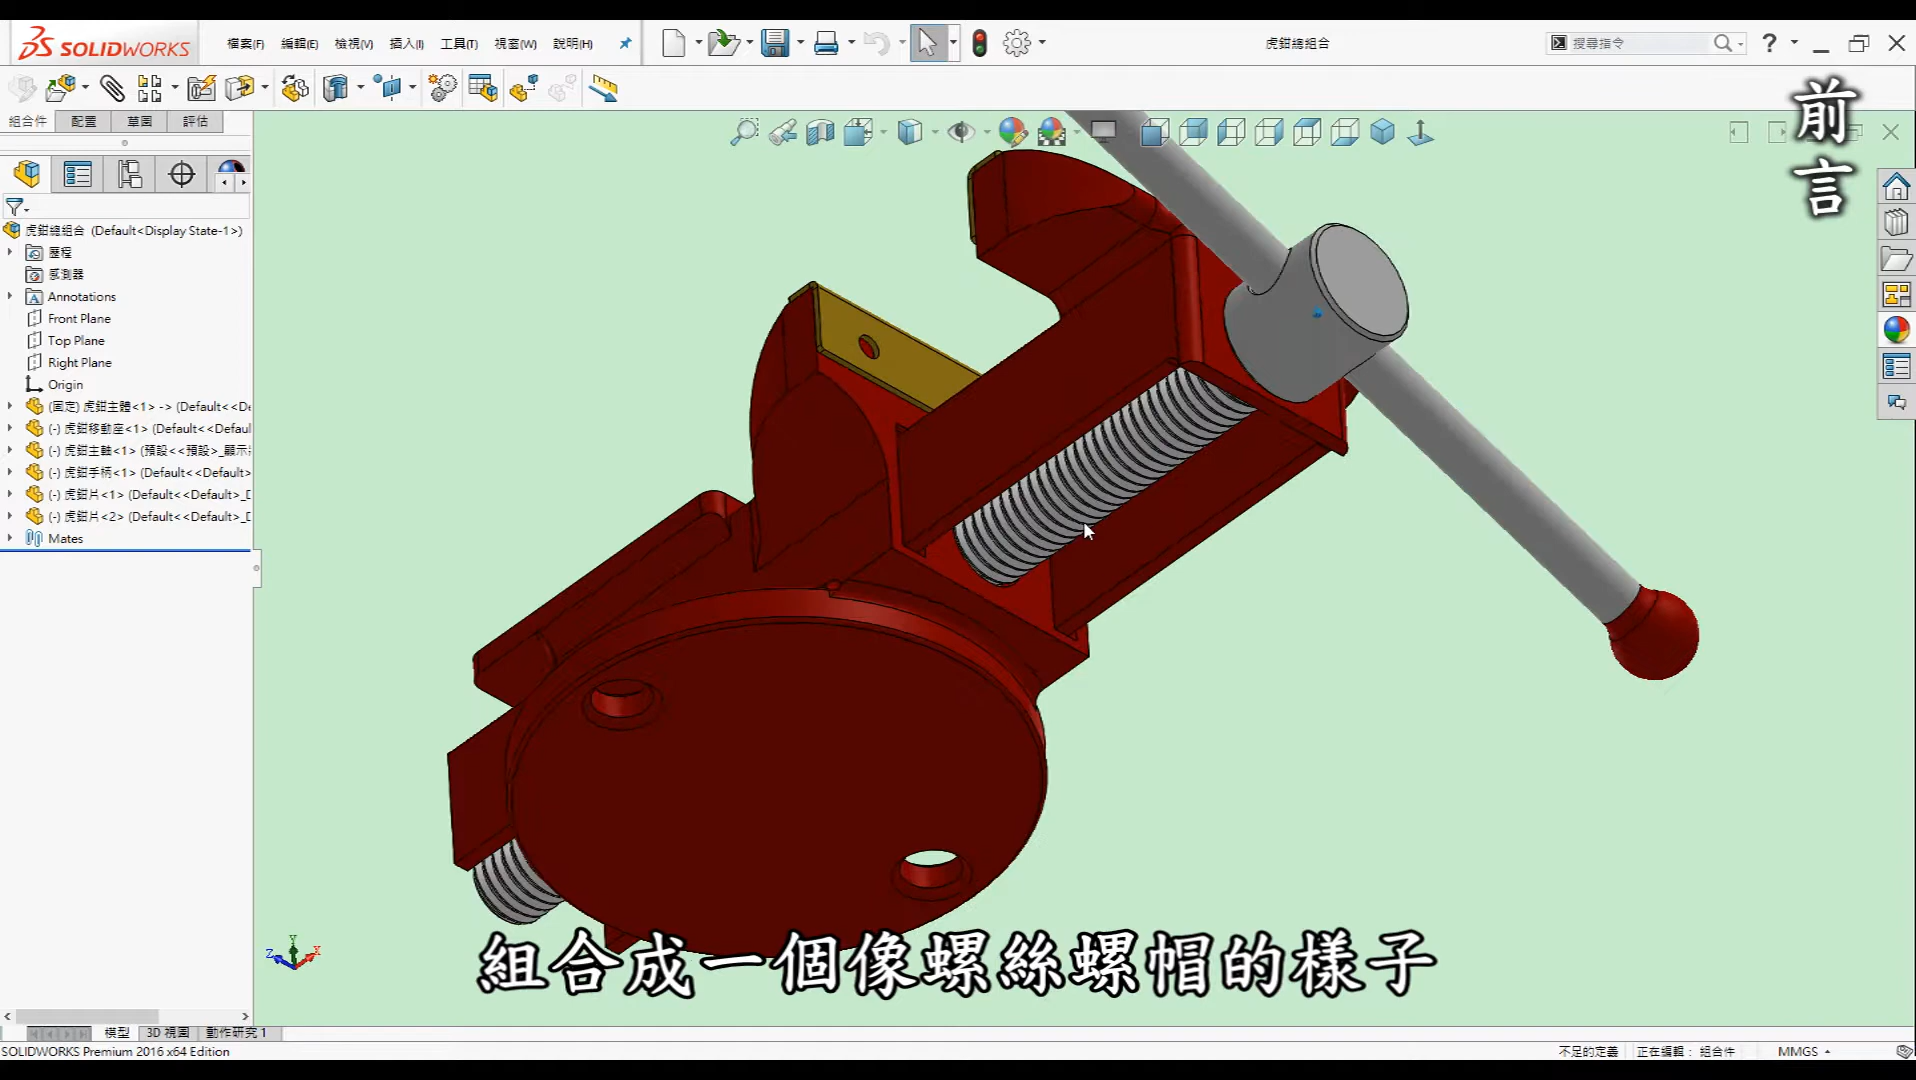 SOLIDWORKS
檔案(F) 編輯(E) 檢視(V) 插入(I) 工具(T) 視窗(W) 說明(H)
虎鉗總組合
搜尋指令
前言
組合件 配置 草圖 評估
虎鉗總組合 (Default<Display State-1>)
歷程
感測器
A Annotations
Front Plane
Top Plane
Right Plane
Origin
(固定) 虎鉗主體<1> -> (Default<<De
(-) 虎鉗移動座<1> (Default<<Defaul
(-) 虎鉗主軸<1> (預設<<預設>_顯示
(-) 虎鉗手柄<1> (Default<<Default>
(-) 虎鉗片<1> (Default<<Default>_D
(-) 虎鉗片<2> (Default<<Default>_D
Mates
Z Y X
組合成一個像螺絲螺帽的樣子
模型 3D 視圖 動作研究 1
SOLIDWORKS Premium 2016 x64 Edition
不足的定義 正在編輯： 組合件 MMGS